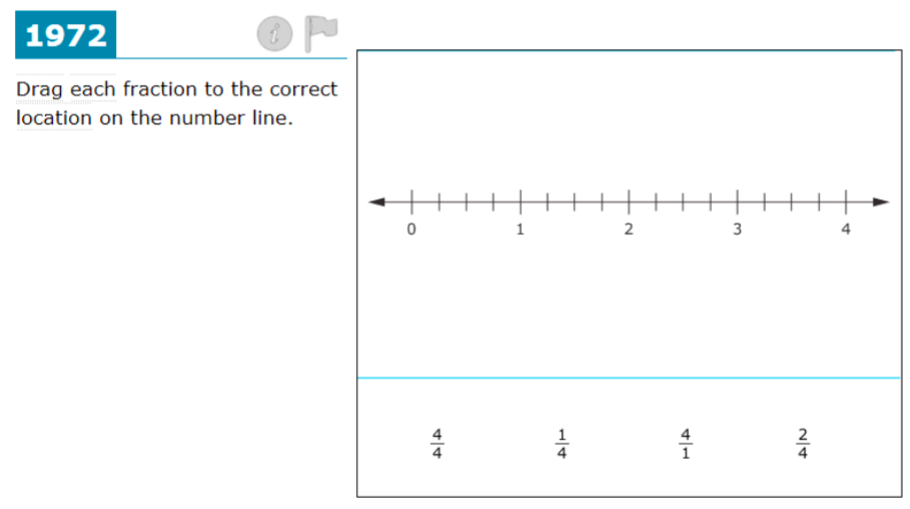 1972
i
Drag each fraction to the correct
location on the number line.
0 1 2 3 4
4/4 1/4 4/1 2/4